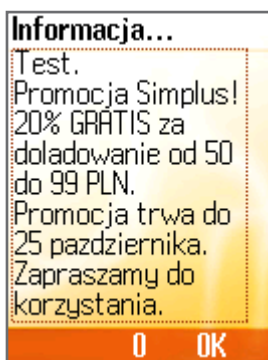 Informacja...
Test.
Promocja Simplus!
20% GRATIS za
doladowanie od 50
do 99 PLN.
Promocja trwa do
25 pazdziernika.
Zapraszamy do
korzystania.
0 OK